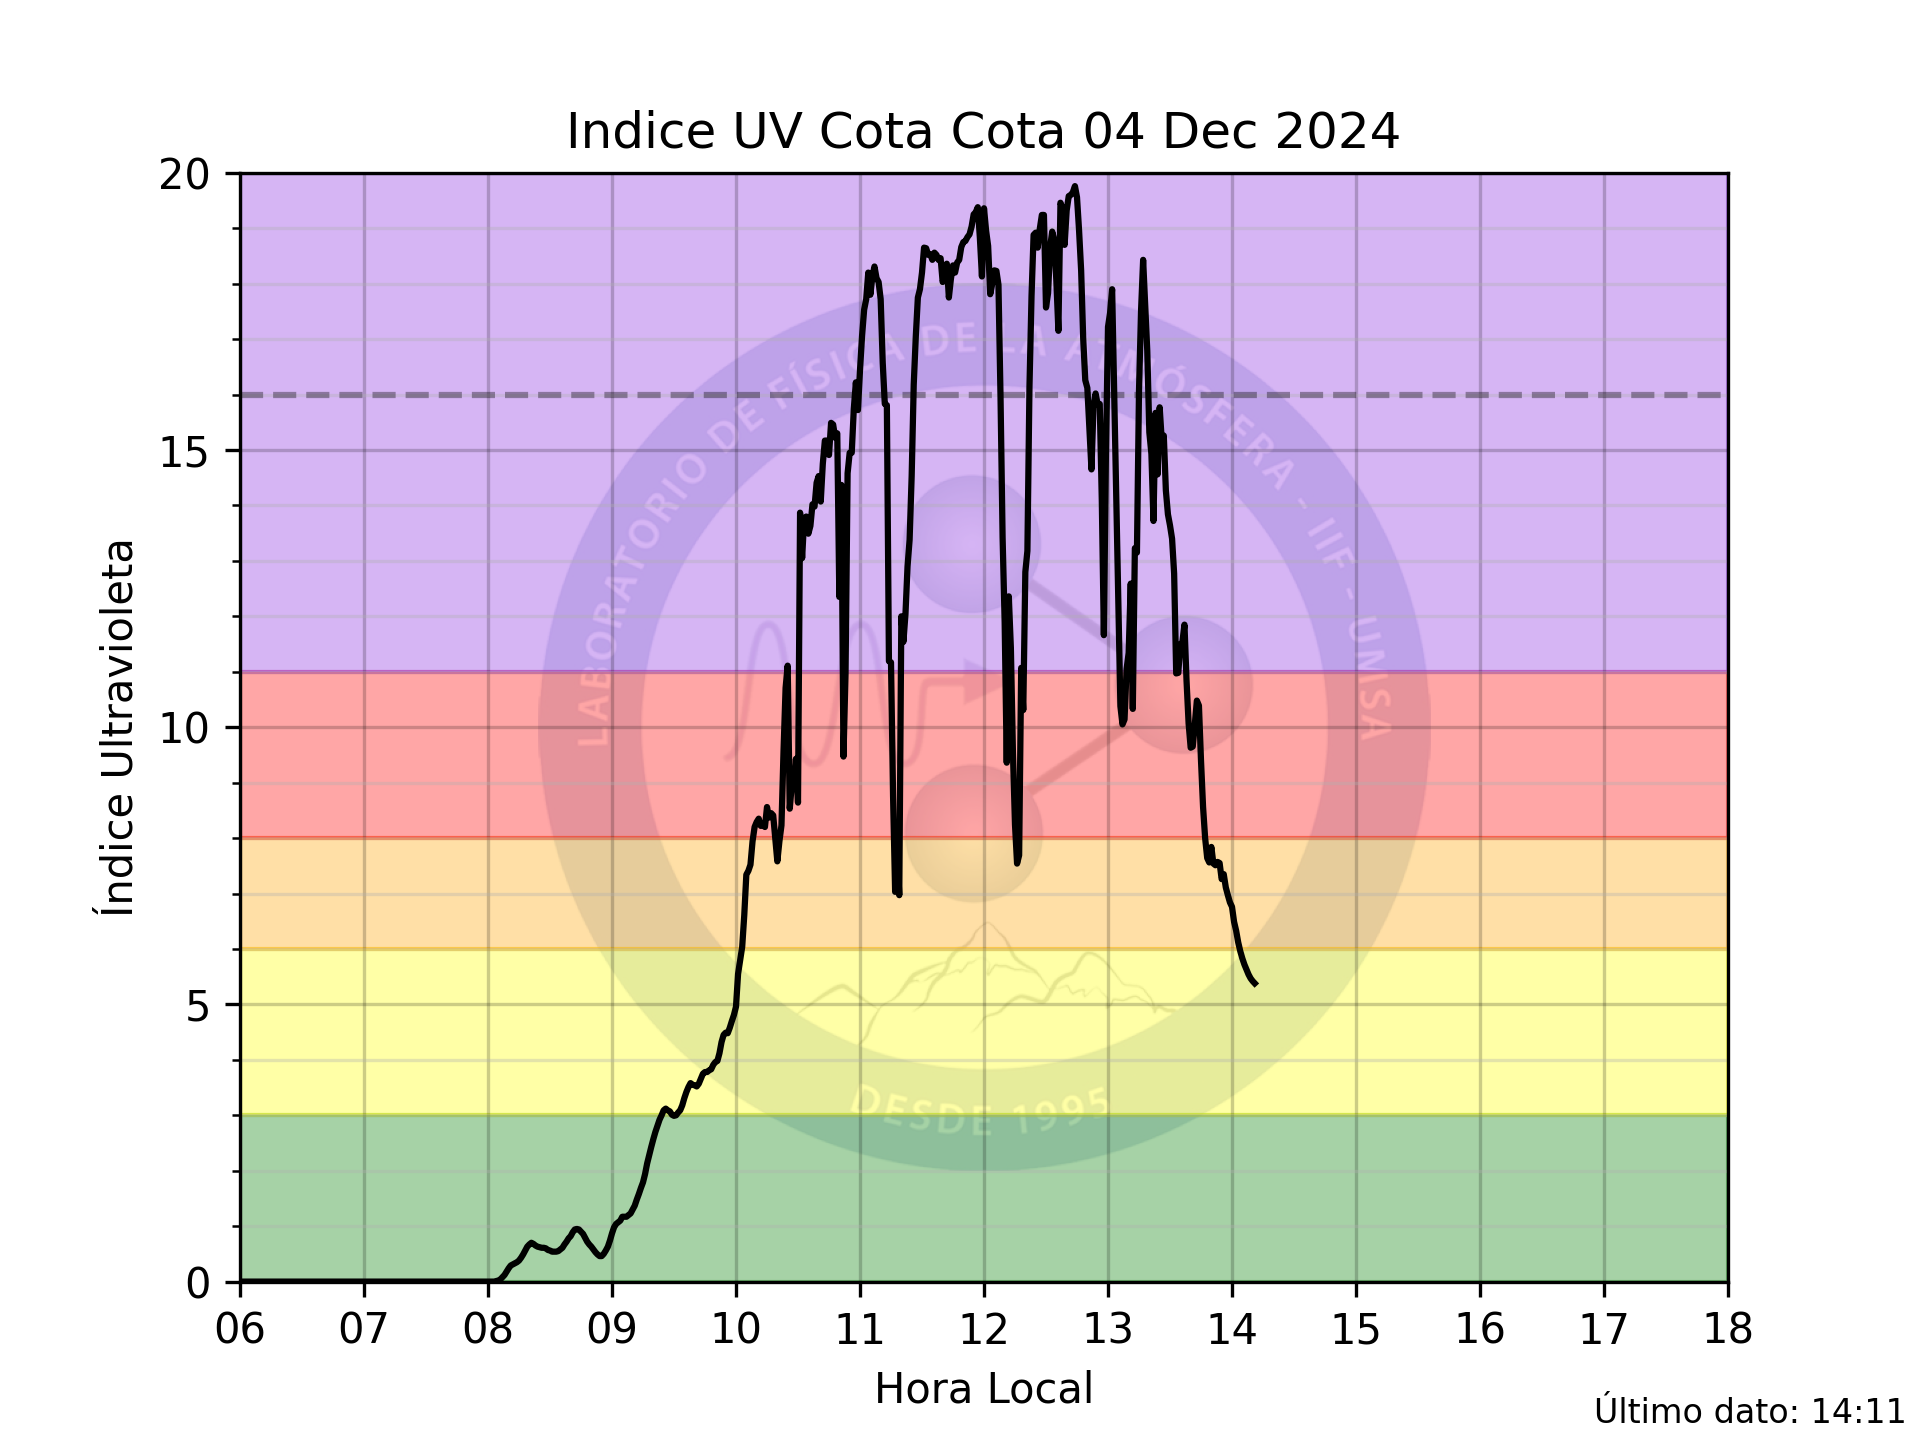 Indice UV Cota Cota 04 Dec 2024
20
15
10
5
0
Índice Ultravioleta
LABORATORIO DE FÍSICA DE LA ATMÓSFERA - IIF - UMSA
DESDE 1995
06 07 08 09 10 11 12 13 14 15 16 17 18
Hora Local
Último dato: 14:11